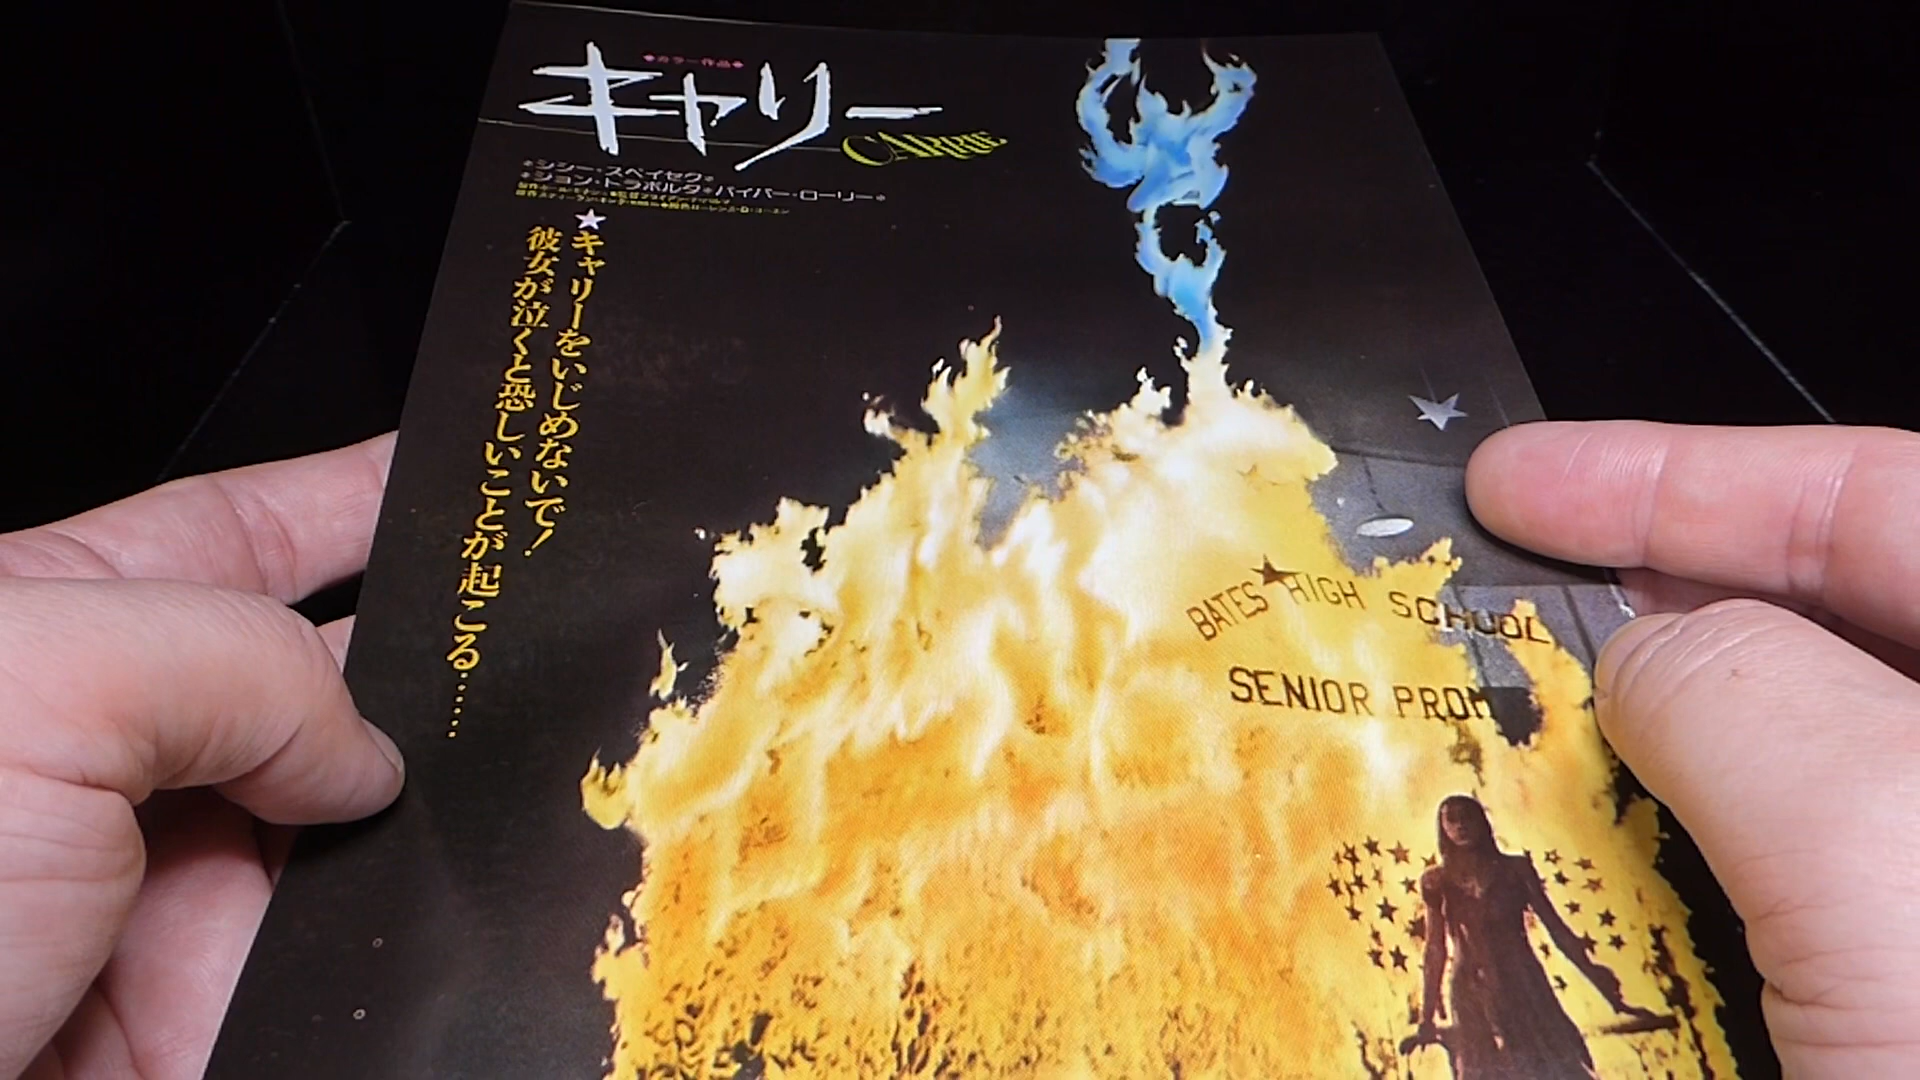 ◆カラー作品◆
キャリー
CARRIE
*シシー・スペイセク*
*ジョン・トラボルタ*パイパー・ローリー*
★キャリーをいじめないで!
彼女が泣くと恐しいことが起こる……
BATES★HIGH SCHOOL
SENIOR PROM